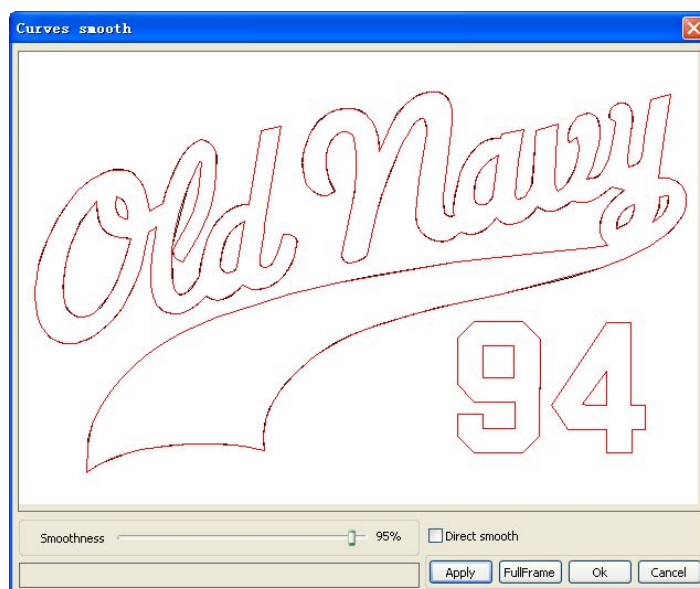 Curves smooth
Old Navy
94
Smoothness 95% Direct smooth
Apply FullFrame Ok Cancel